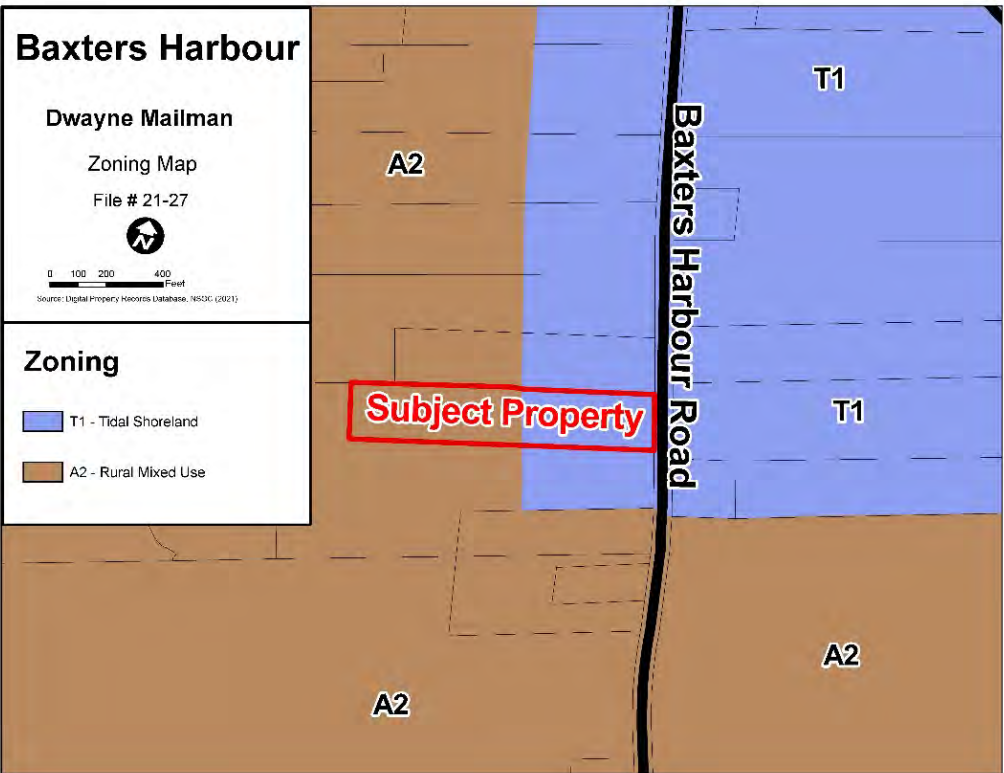 Baxters Harbour
Dwayne Mailman
Zoning Map
File # 21-27
N
0 100 200 400
Feet
Source: Digital Property Records Database, NSGC (2021)
Zoning
T1 - Tidal Shoreland
A2 - Rural Mixed Use
T1
A2
Baxters Harbour Road
Subject Property
T1
A2
A2